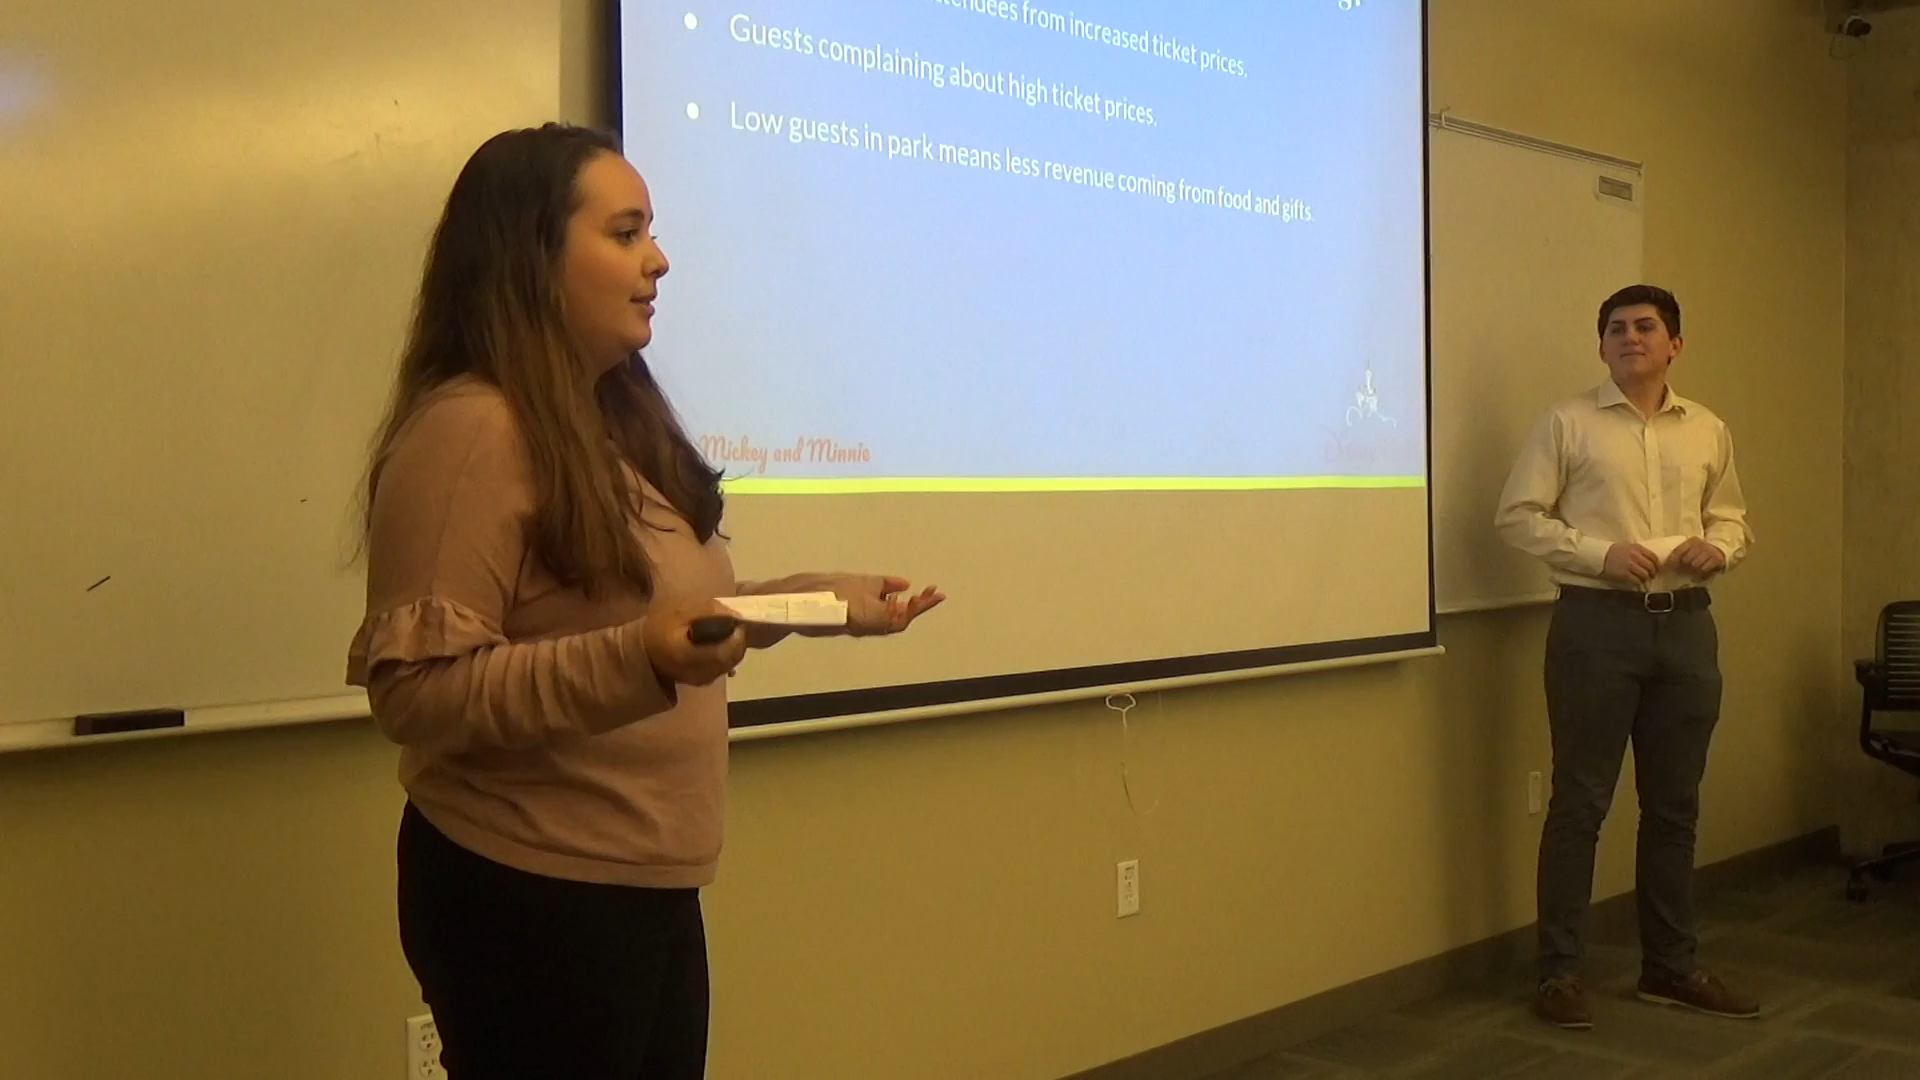 from increased ticket prices,
Guests complaining about high ticket prices.
Low guests in park means less revenue coming from food and gifts.
Mickey and Minnie